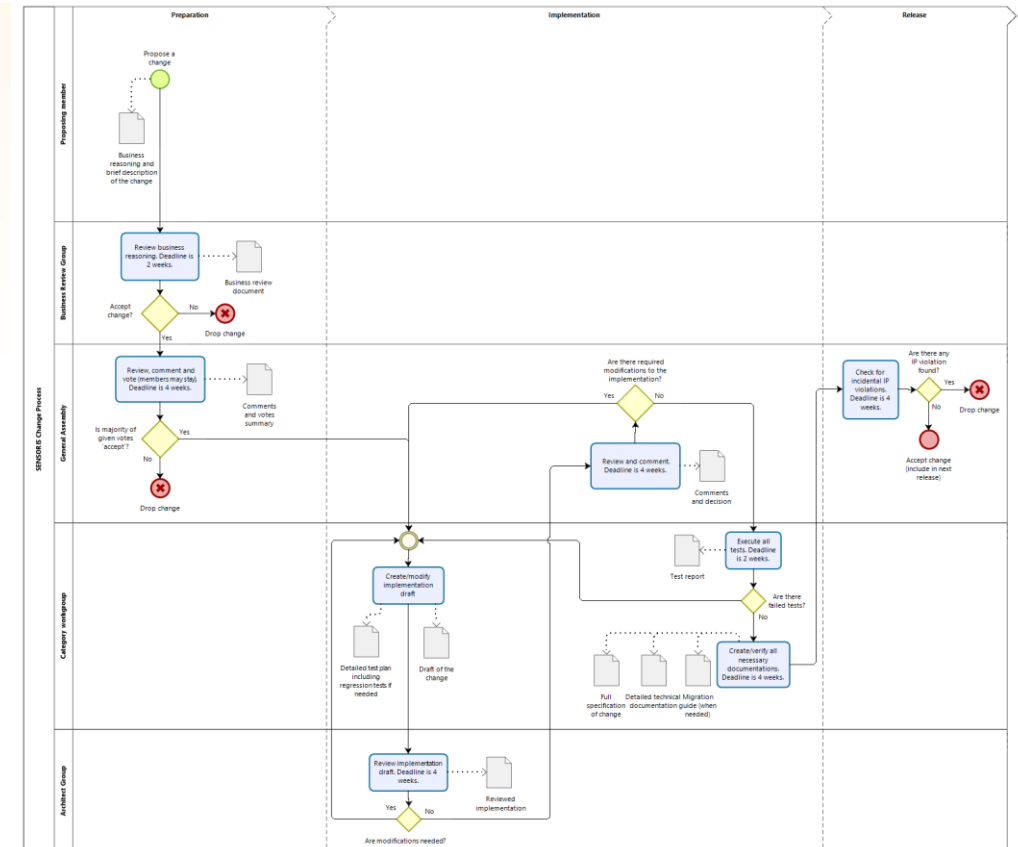 Preparation
Implementation
Release
SENSORIS Change Process
Proposing member
Propose a
change
Business
reasoning and
brief description
of the change
Business Review Group
Review business
reasoning. Deadline is
2 weeks.
Business review
document
Accept
change?
No
Drop change
Yes
General Assembly
Review, comment and
vote (members may stay).
Deadline is 4 weeks.
Comments
and votes
summary
Is majority of
given votes
'accept'?
Yes
No
Drop change
Are there required
modifications to the
implementation?
Yes
No
Review and comment.
Deadline is 4 weeks.
Comments
and decision
Check for
incidental IP
violations.
Deadline is 4
weeks.
Are there any
IP violation
found?
Yes
Drop change
No
Accept change
(include in next
release)
Category workgroup
Create/modify
implementation
draft
Detailed test plan
including
regression tests if
needed
Draft of the
change
Execute all
tests. Deadline
is 2 weeks.
Test report
Are there
failed tests?
No
Create/verify all
necessary
documentations.
Deadline is 4 weeks.
Full
specification
of change
Detailed technical
documentation
Migration
guide (when
needed)
Architect Group
Review implementation
draft. Deadline is 4
weeks.
Reviewed
implementation
Yes
No
Are modifications needed?